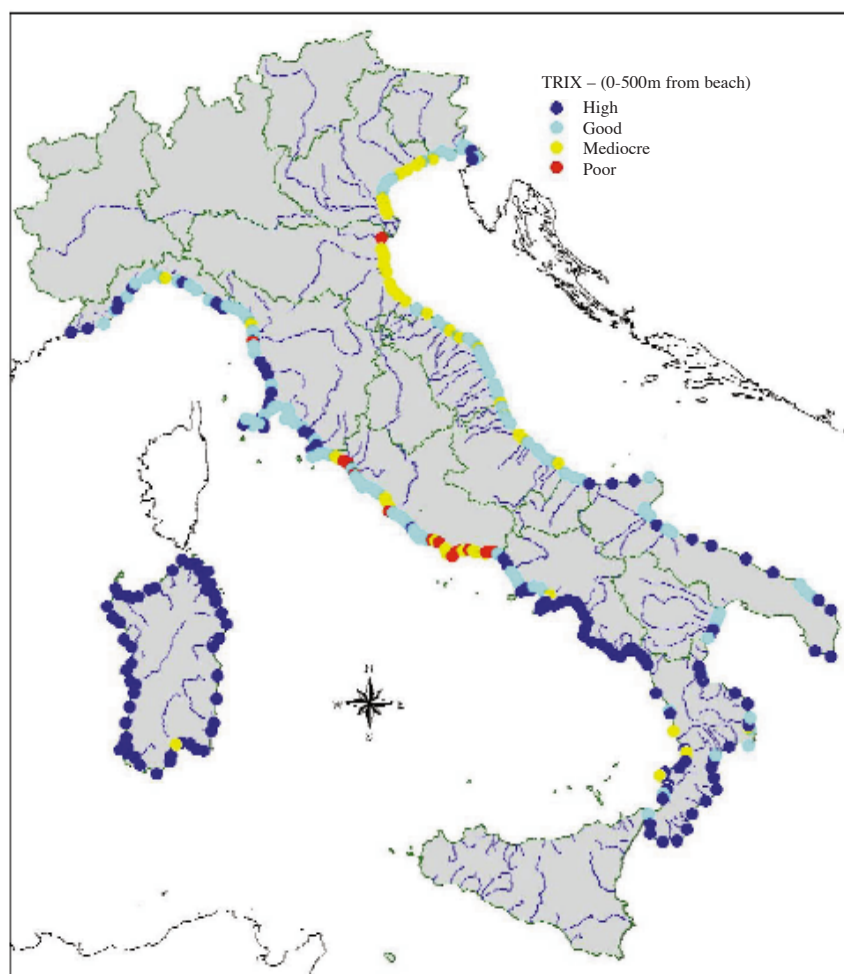 TRIX – (0-500m from beach)
High
Good
Mediocre
Poor
N
W
E
S